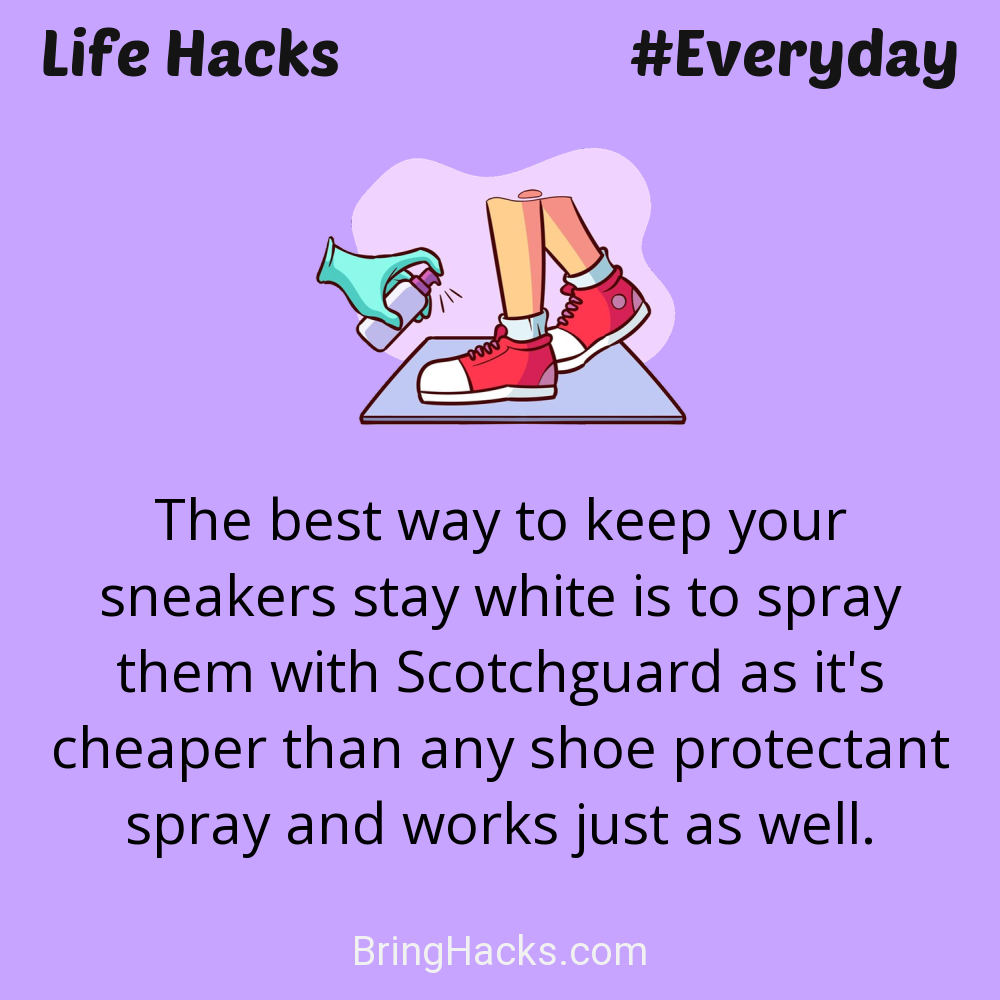 Life Hacks
#Everyday
The best way to keep your
sneakers stay white is to spray
them with Scotchguard as it's
cheaper than any shoe protectant
spray and works just as well.
BringHacks.com